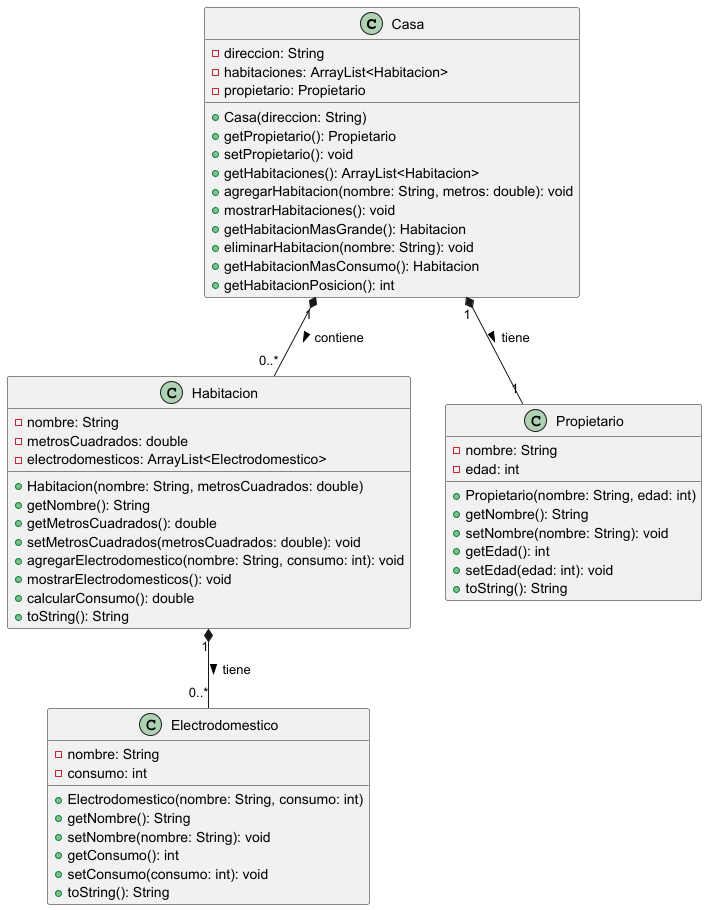 C Casa
direccion: String
habitaciones: ArrayList<Habitacion>
propietario: Propietario
Casa(direccion: String)
getPropietario(): Propietario
setPropietario(): void
getHabitaciones(): ArrayList<Habitacion>
agregarHabitacion(nombre: String, metros: double): void
mostrarHabitaciones(): void
getHabitacionMasGrande(): Habitacion
eliminarHabitacion(nombre: String): void
getHabitacionMasConsumo(): Habitacion
getHabitacionPosicion(): int
1
contiene
0..*
1
tiene
1
C Habitacion
nombre: String
metrosCuadrados: double
electrodomesticos: ArrayList<Electrodomestico>
Habitacion(nombre: String, metrosCuadrados: double)
getNombre(): String
getMetrosCuadrados(): double
setMetrosCuadrados(metrosCuadrados: double): void
agregarElectrodomestico(nombre: String, consumo: int): void
mostrarElectrodomesticos(): void
calcularConsumo(): double
toString(): String
C Propietario
nombre: String
edad: int
Propietario(nombre: String, edad: int)
getNombre(): String
setNombre(nombre: String): void
getEdad(): int
setEdad(edad: int): void
toString(): String
1
tiene
0..*
C Electrodomestico
nombre: String
consumo: int
Electrodomestico(nombre: String, consumo: int)
getNombre(): String
setNombre(nombre: String): void
getConsumo(): int
setConsumo(consumo: int): void
toString(): String